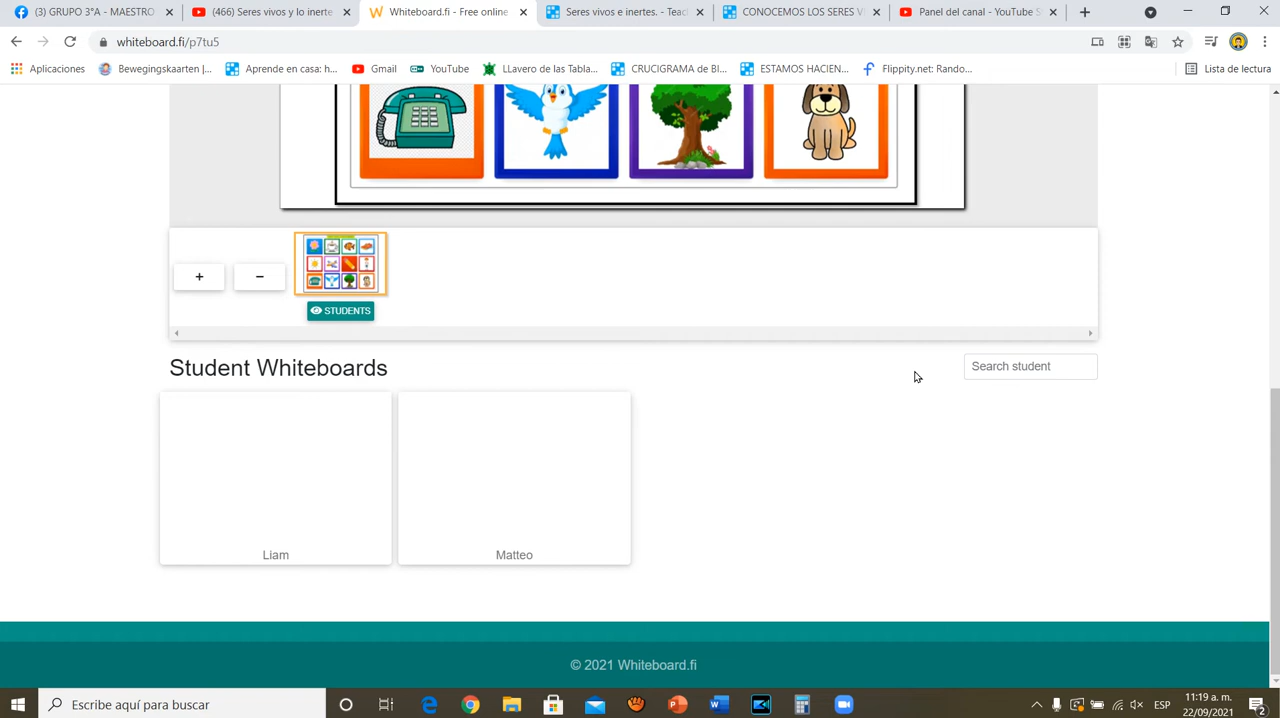 (3) GRUPO 3°A - MAESTRO
(466) Seres vivos y lo inerte
Whiteboard.fi - Free online
Seres vivos e inertes. - Teac
CONOCEMOS LOS SERES V
Panel del canal - YouTube S
whiteboard.fi/p7tu5
Aplicaciones
Bewegingskaarten |...
Aprende en casa: h...
Gmail
YouTube
LLavero de las Tabla...
CRUCIGRAMA de BI...
ESTAMOS HACIEN...
Flippity.net: Rando...
Lista de lectura
+
−
STUDENTS
Student Whiteboards
Search student
Liam
Matteo
© 2021 Whiteboard.fi
Escribe aquí para buscar
ESP
11:19 a. m.
22/09/2021
2